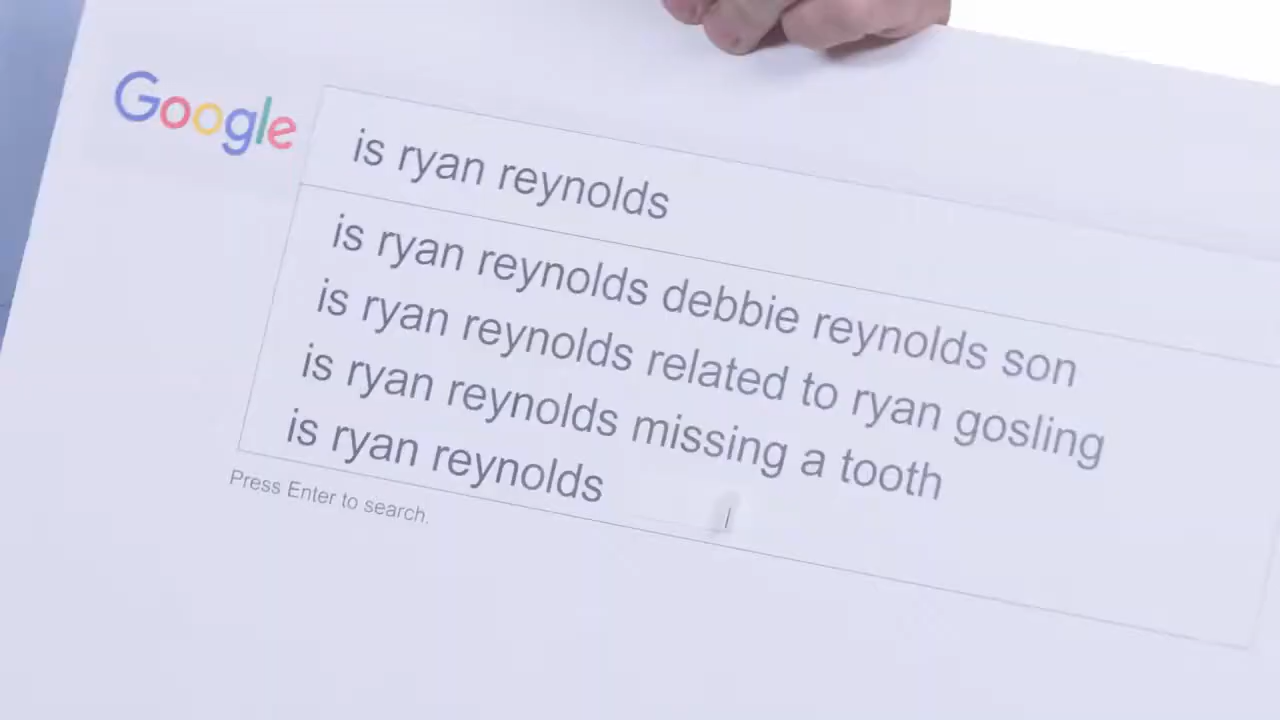 Google
is ryan reynolds
is ryan reynolds debbie reynolds son
is ryan reynolds related to ryan gosling
is ryan reynolds missing a tooth
is ryan reynolds
Press Enter to search.